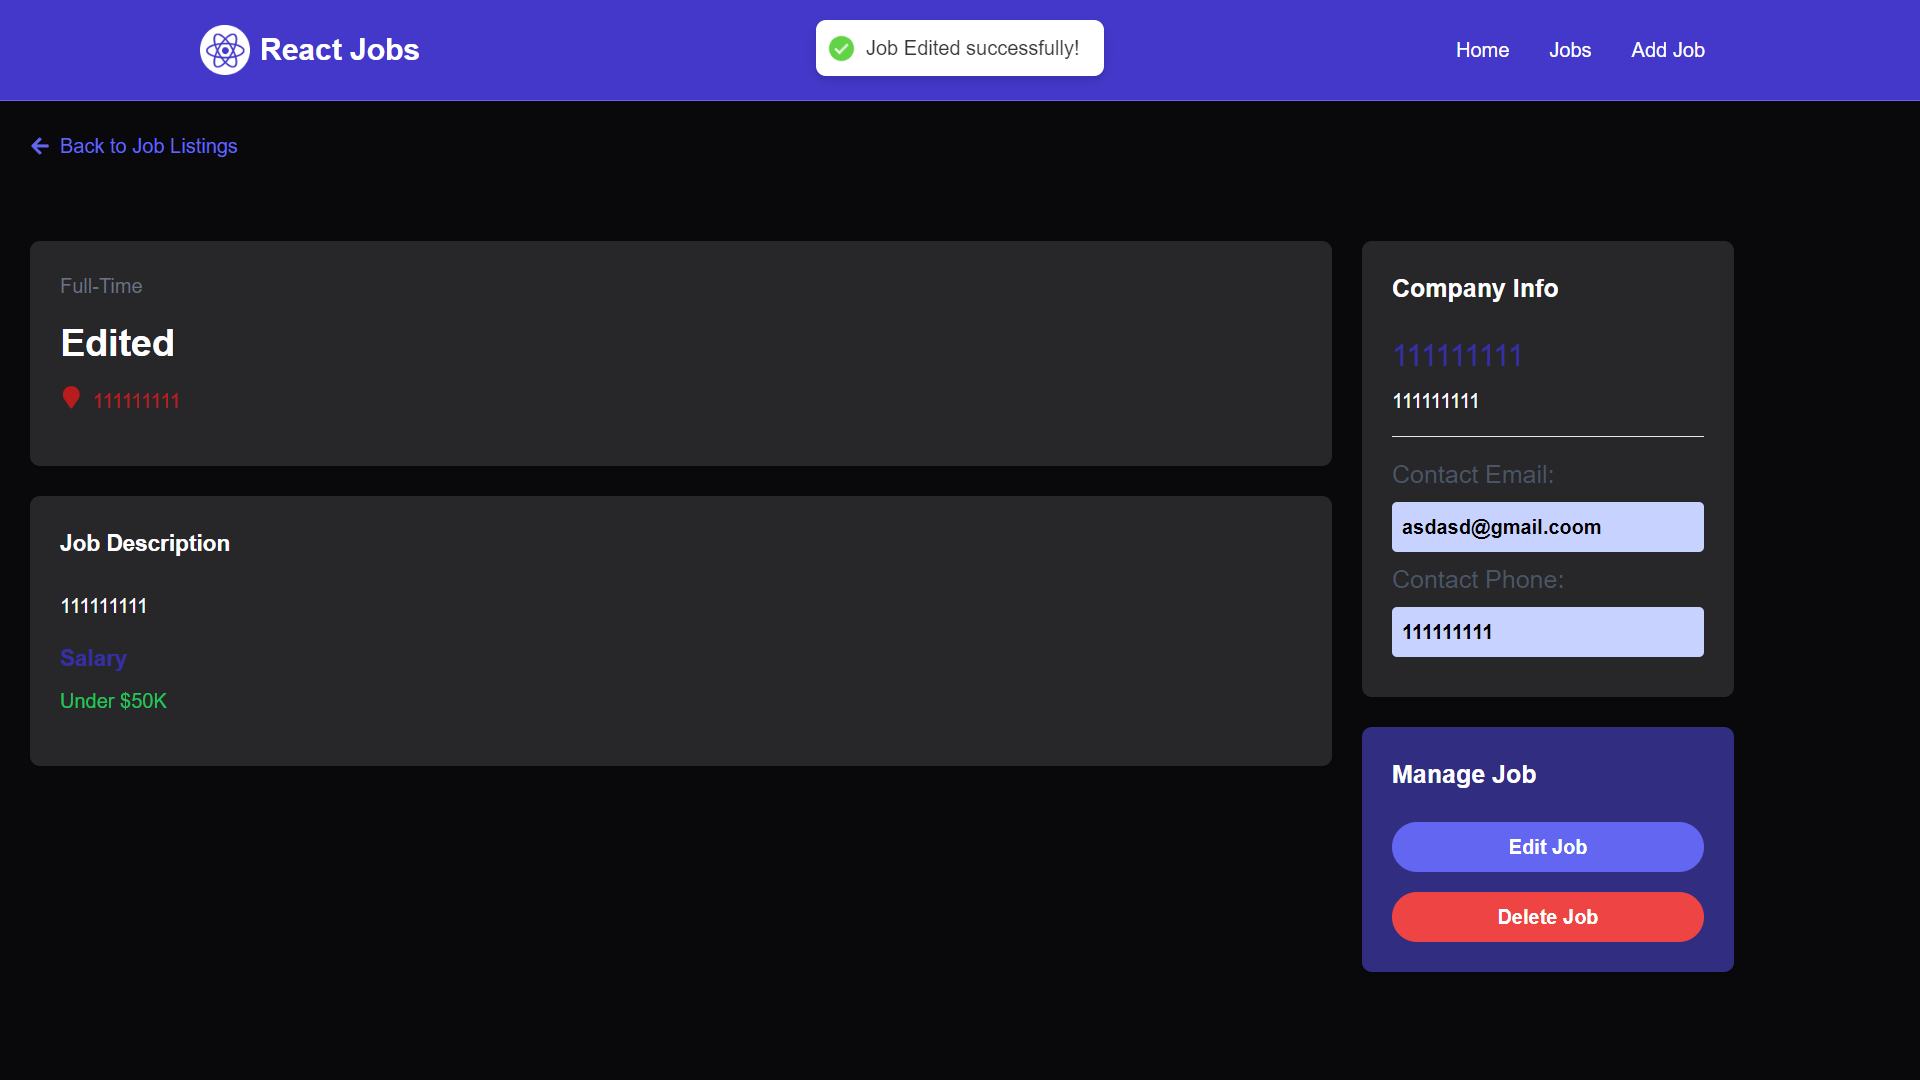 React Jobs
Job Edited successfully!
Home
Jobs
Add Job
Back to Job Listings
Full-Time
Edited
111111111
Job Description
111111111
Salary
Under $50K
Company Info
111111111
111111111
Contact Email:
asdasd@gmail.coom
Contact Phone:
111111111
Manage Job
Edit Job
Delete Job